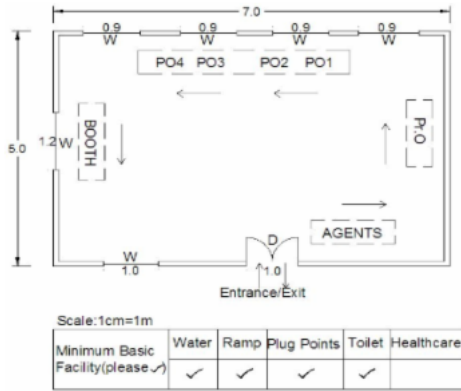 7.0
0.9 0.9 0.9 0.9
W W W W
PO4 PO3 PO2 PO1
BOOTH
Pr.O
1.2 W
5.0
AGENTS
W
1.0
D
1.0
Entrance/Exit
Scale:1cm=1m
Minimum Basic Facility(please ✓) Water Ramp Plug Points Toilet Healthcare
✓ ✓ ✓ ✓